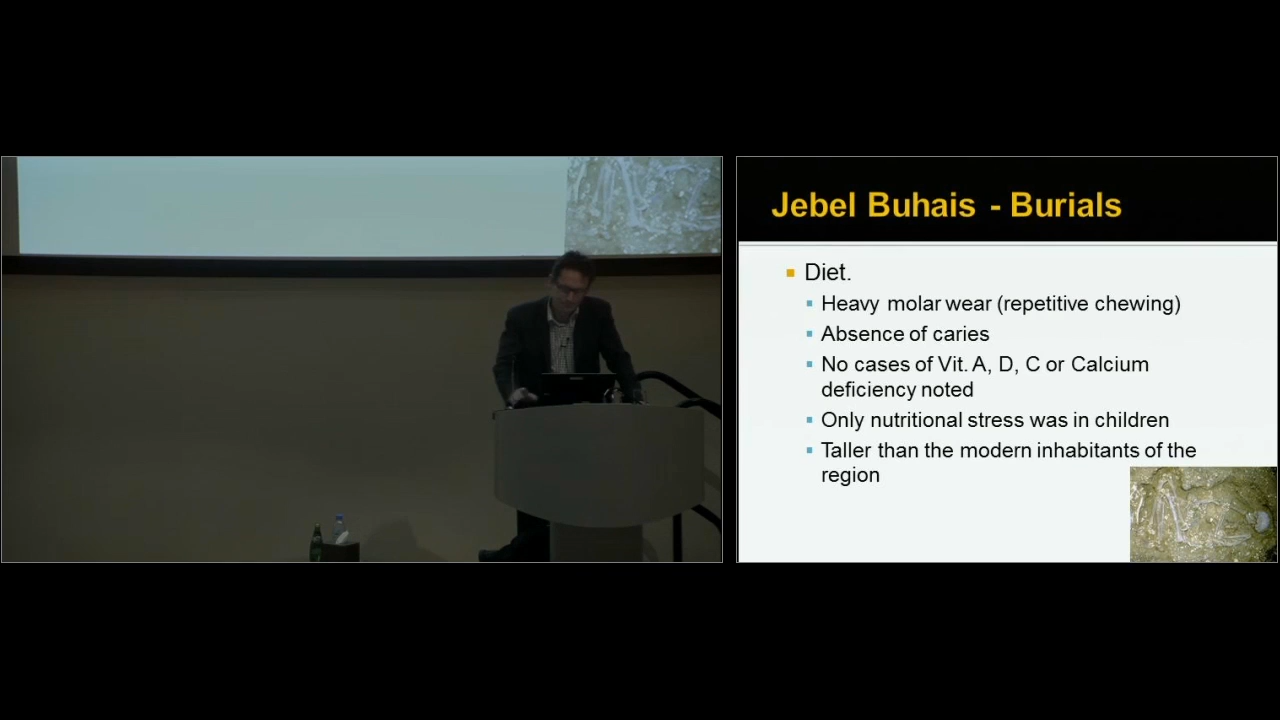 Jebel Buhais - Burials
Diet.
Heavy molar wear (repetitive chewing)
Absence of caries
No cases of Vit. A, D, C or Calcium
deficiency noted
Only nutritional stress was in children
Taller than the modern inhabitants of the
region